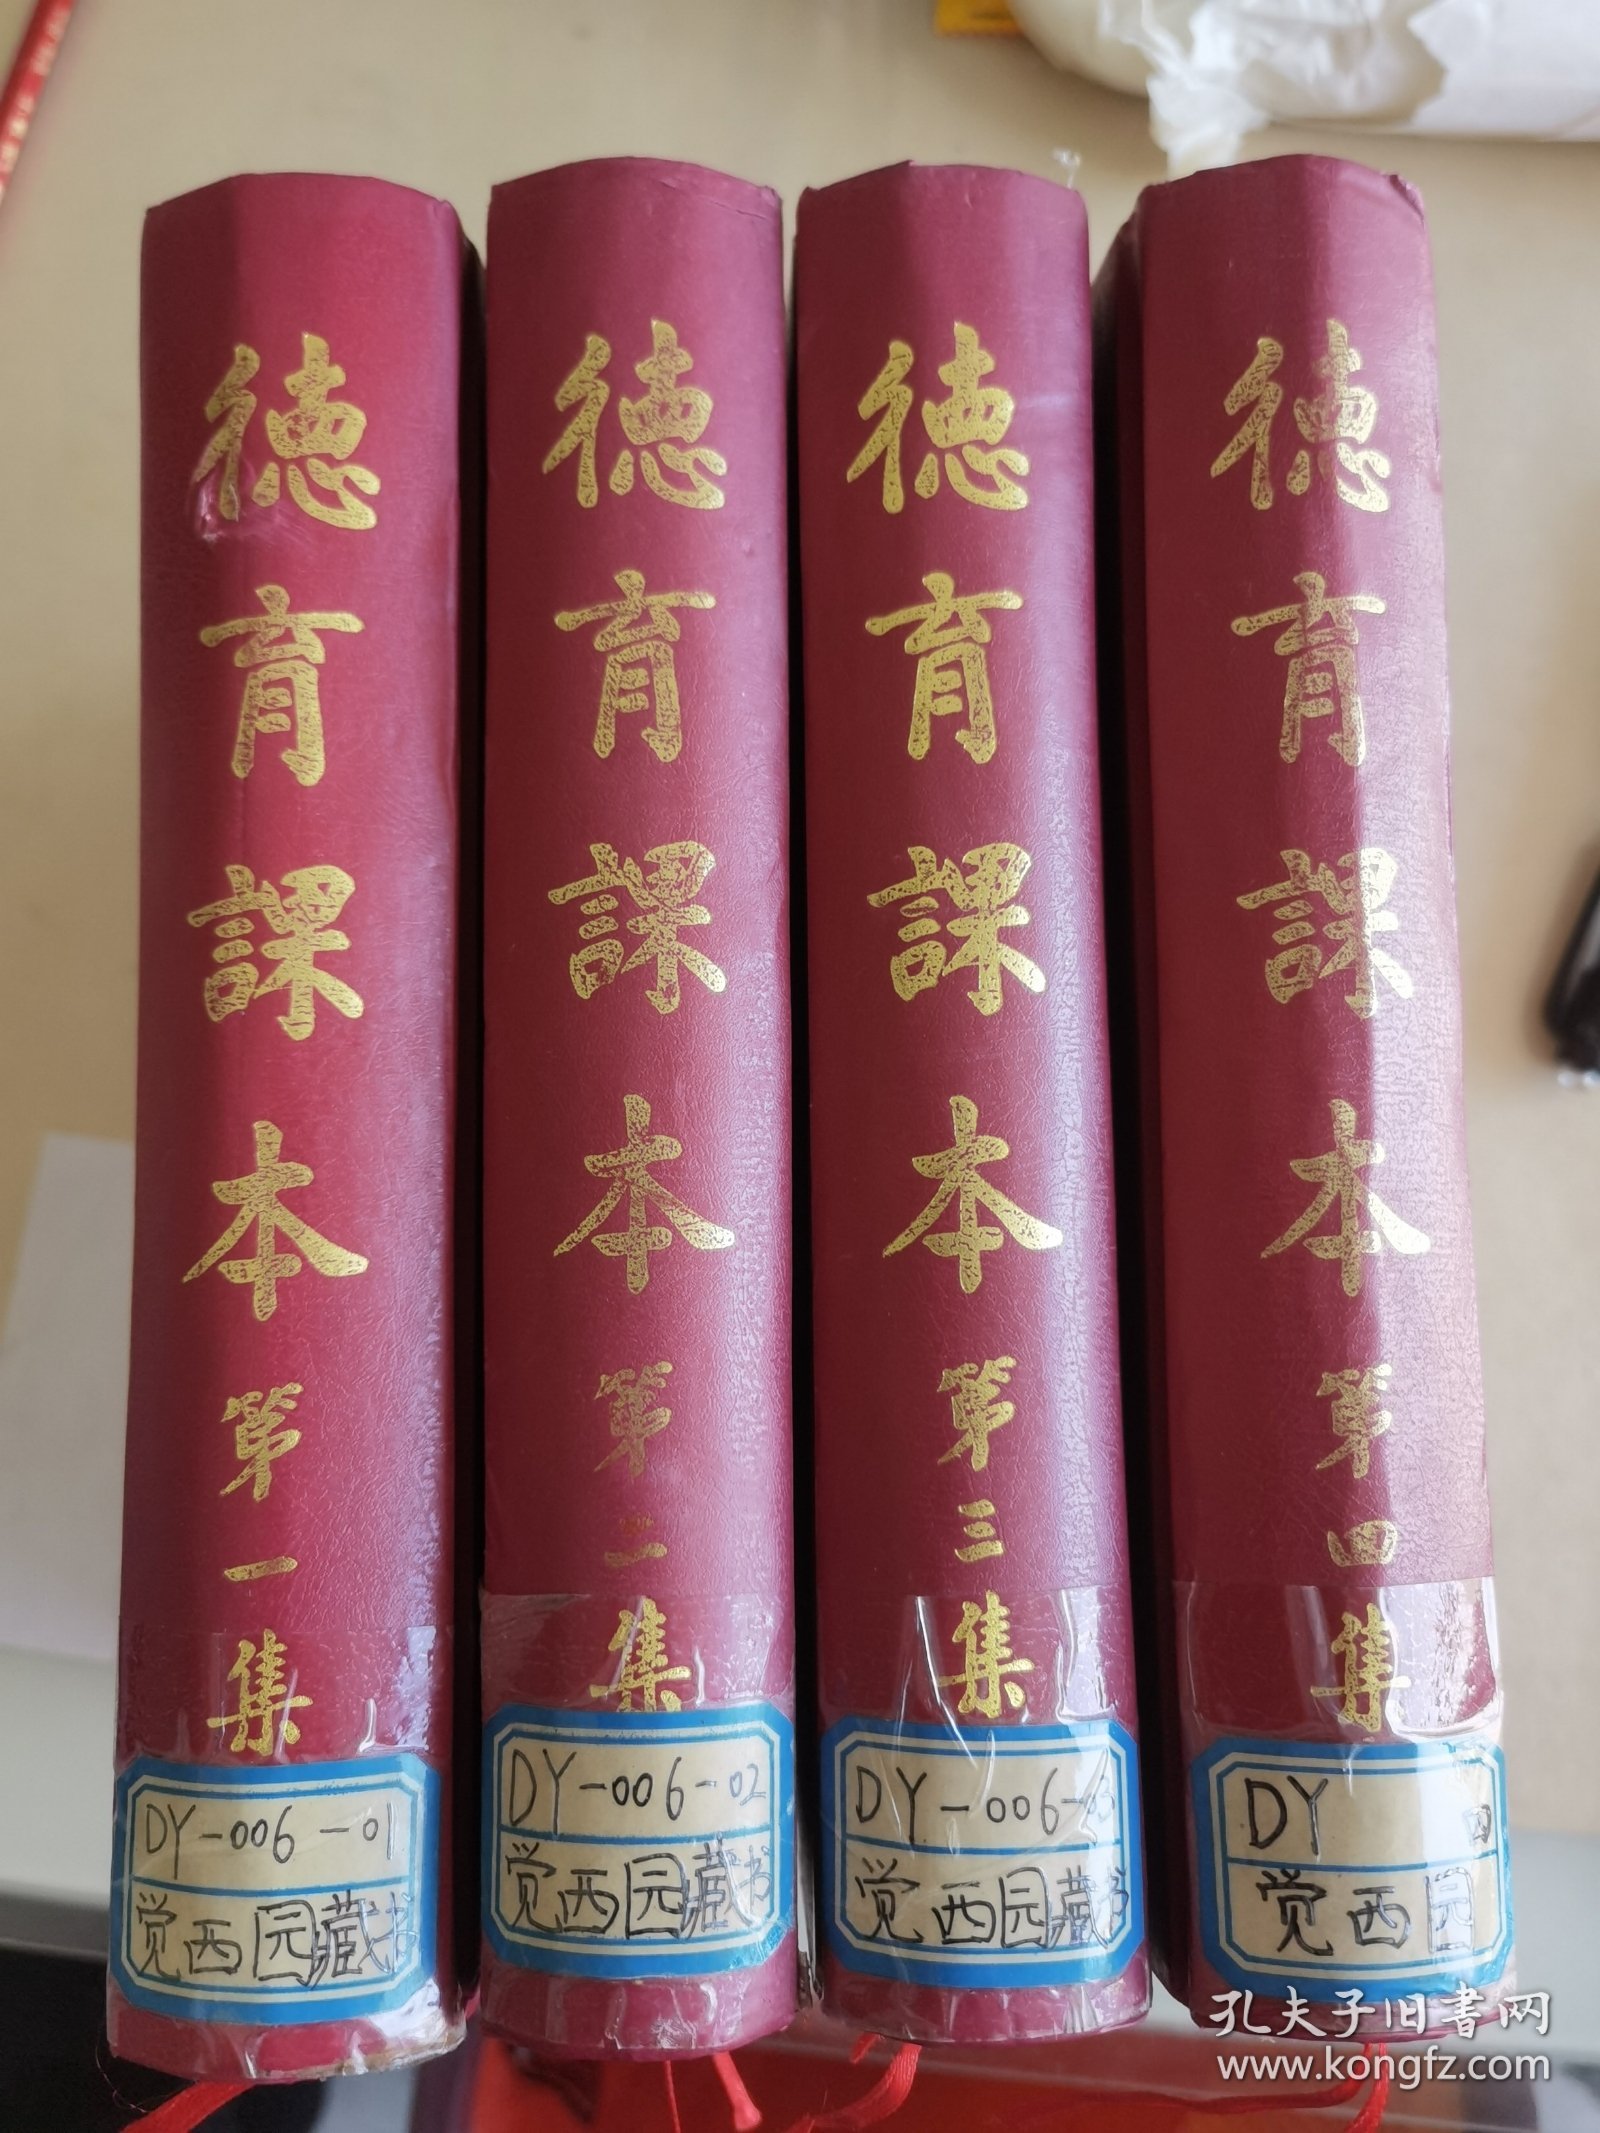 德育課本 第一集
DY-006-01
觉西园藏书
德育課本 第二集
DY-006-02
觉西园藏书
德育課本 第三集
DY-006-03
觉西园藏书
德育課本 第四集
DY 四
觉西园
孔夫子旧书网
www.kongfz.com